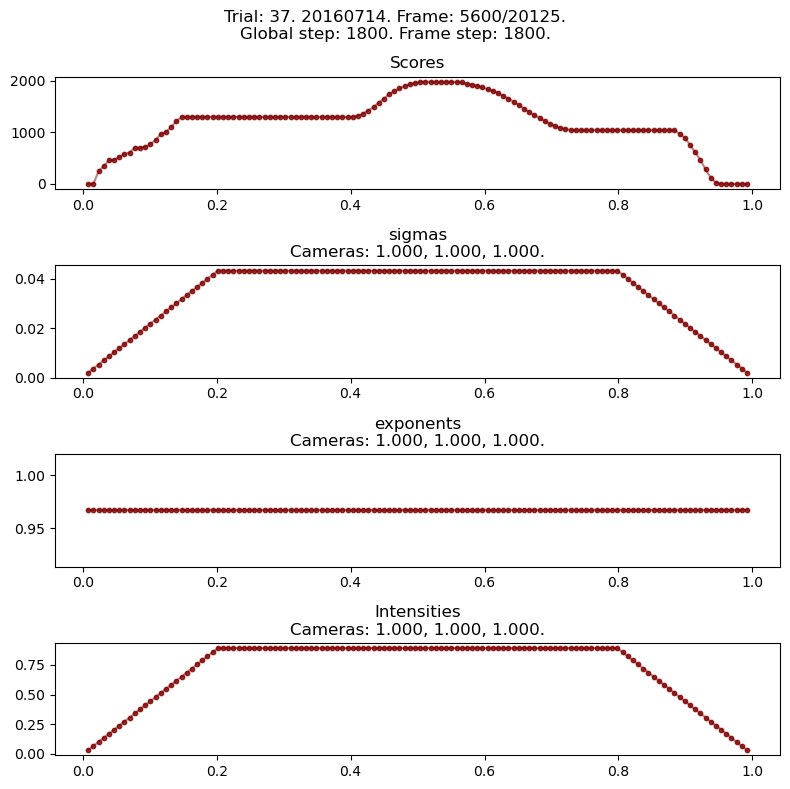 Trial: 37. 20160714. Frame: 5600/20125.
Global step: 1800. Frame step: 1800.
Scores
2000
1000
0
0.0 0.2 0.4 0.6 0.8 1.0
sigmas
Cameras: 1.000, 1.000, 1.000.
0.04
0.02
0.00
0.0 0.2 0.4 0.6 0.8 1.0
exponents
Cameras: 1.000, 1.000, 1.000.
1.00
0.95
0.0 0.2 0.4 0.6 0.8 1.0
Intensities
Cameras: 1.000, 1.000, 1.000.
0.75
0.50
0.25
0.00
0.0 0.2 0.4 0.6 0.8 1.0